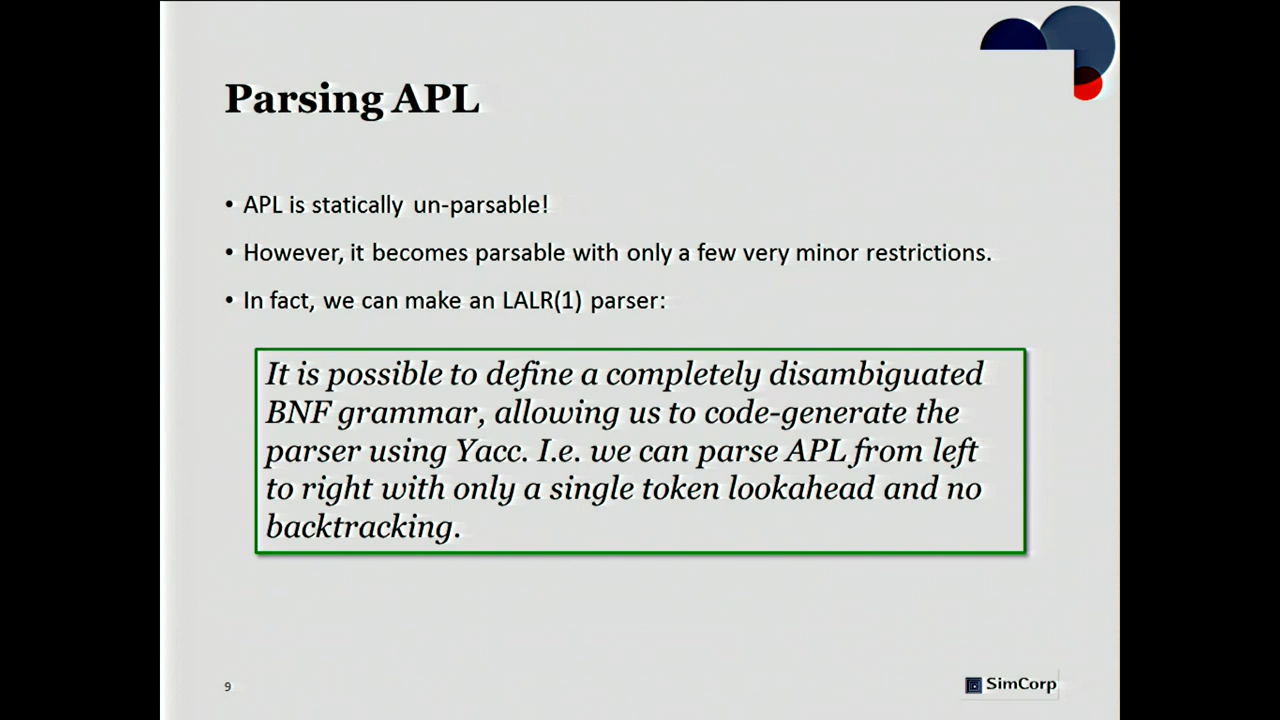 Parsing APL
• APL is statically un-parsable!
• However, it becomes parsable with only a few very minor restrictions.
• In fact, we can make an LALR(1) parser:
It is possible to define a completely disambiguated
BNF grammar, allowing us to code-generate the
parser using Yacc. I.e. we can parse APL from left
to right with only a single token lookahead and no
backtracking.
9
SimCorp